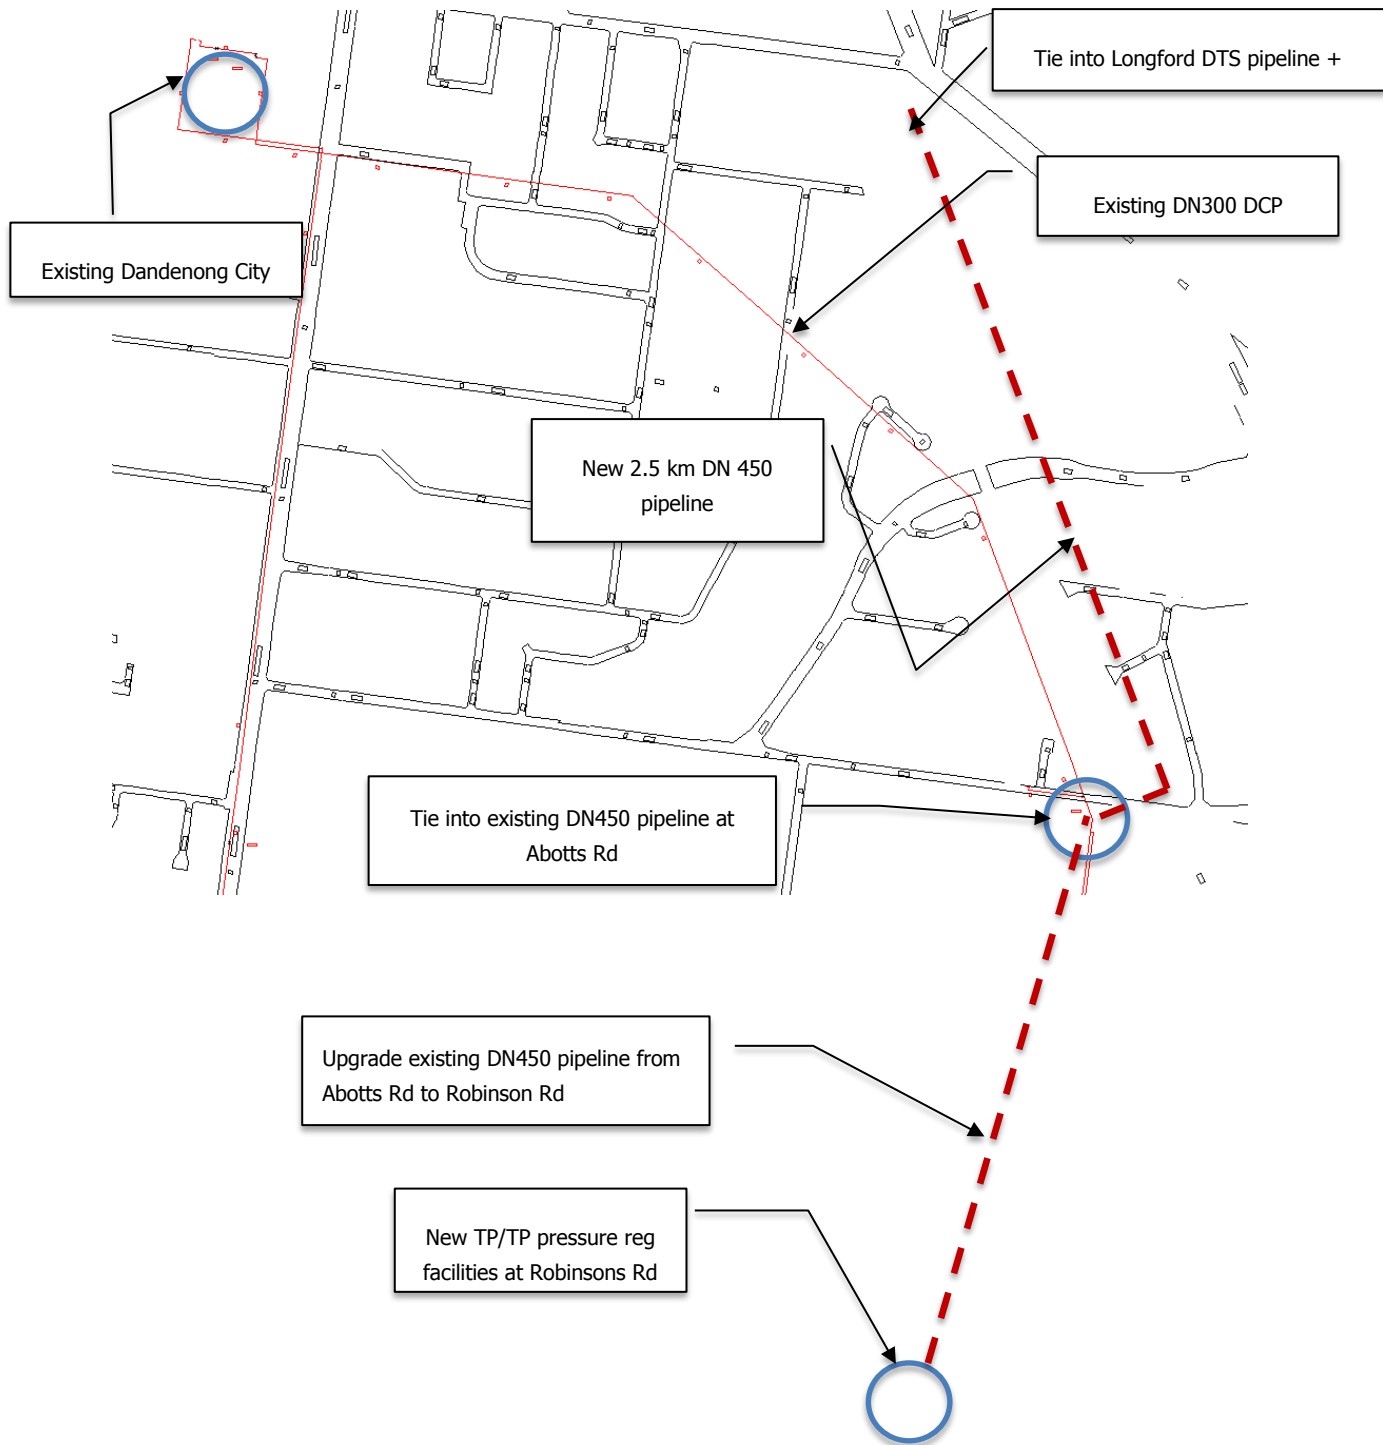 Tie into Longford DTS pipeline +
Existing DN300 DCP
Existing Dandenong City
New 2.5 km DN 450
pipeline
Tie into existing DN450 pipeline at
Abotts Rd
Upgrade existing DN450 pipeline from
Abotts Rd to Robinson Rd
New TP/TP pressure reg
facilities at Robinsons Rd